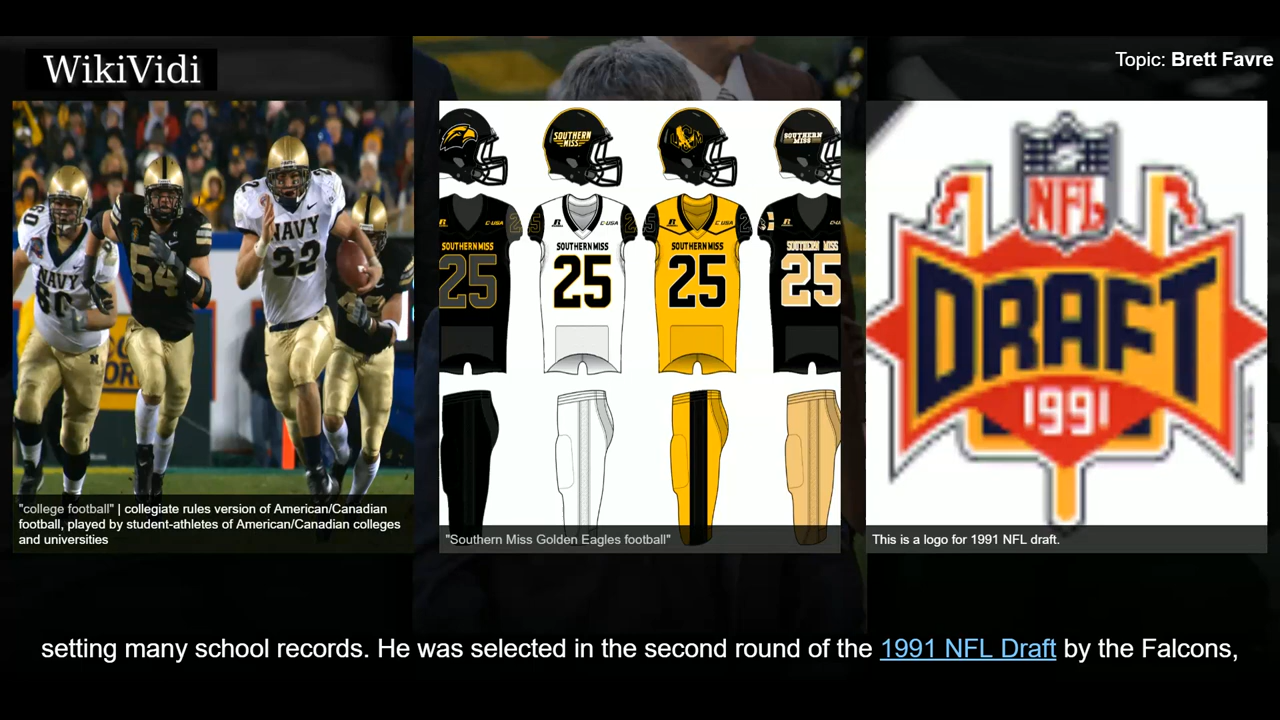 WikiVidi
Topic: Brett Favre
NAVY
22
54
NAVY
80
SOUTHERN
MISS
SOUTHERN
MISS
C-USA
C-USA
C-USA
SOUTHERN MISS
25
SOUTHERN MISS
25
SOUTHERN MISS
25
SOUTHERN MISS
25
NFL
DRAFT
1991
"college football" | collegiate rules version of American/Canadian
football, played by student-athletes of American/Canadian colleges
and universities
"Southern Miss Golden Eagles football"
This is a logo for 1991 NFL draft.
setting many school records. He was selected in the second round of the 1991 NFL Draft by the Falcons,